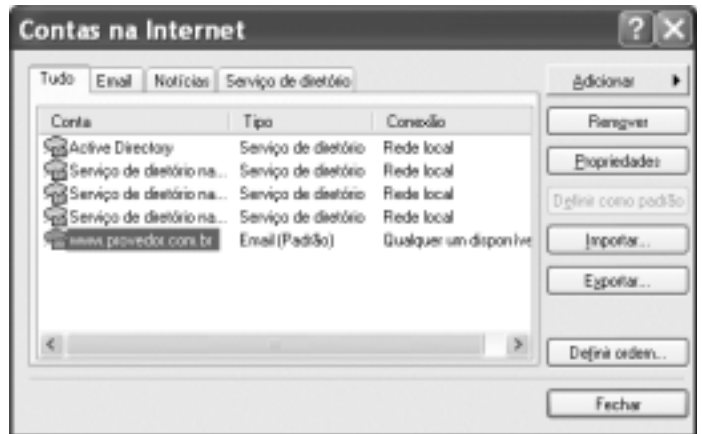 Contas na Internet
Tudo Email Notícias Serviço de diretório
Conta Tipo Conexão
Active Directory Serviço de diretório Rede local
Serviço de diretório na... Serviço de diretório Rede local
Serviço de diretório na... Serviço de diretório Rede local
Serviço de diretório na... Serviço de diretório Rede local
www.provedor.com.br Email (Padrão) Qualquer um disponíve
Adicionar
Remover
Propriedades
Definir como padrão
Importar...
Exportar...
Definir ordem...
Fechar